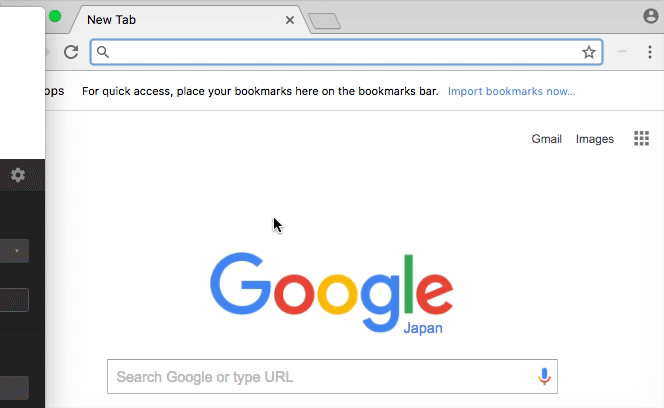 New Tab
ops For quick access, place your bookmarks here on the bookmarks bar. Import bookmarks now...
Gmail Images
Google
Japan
Search Google or type URL